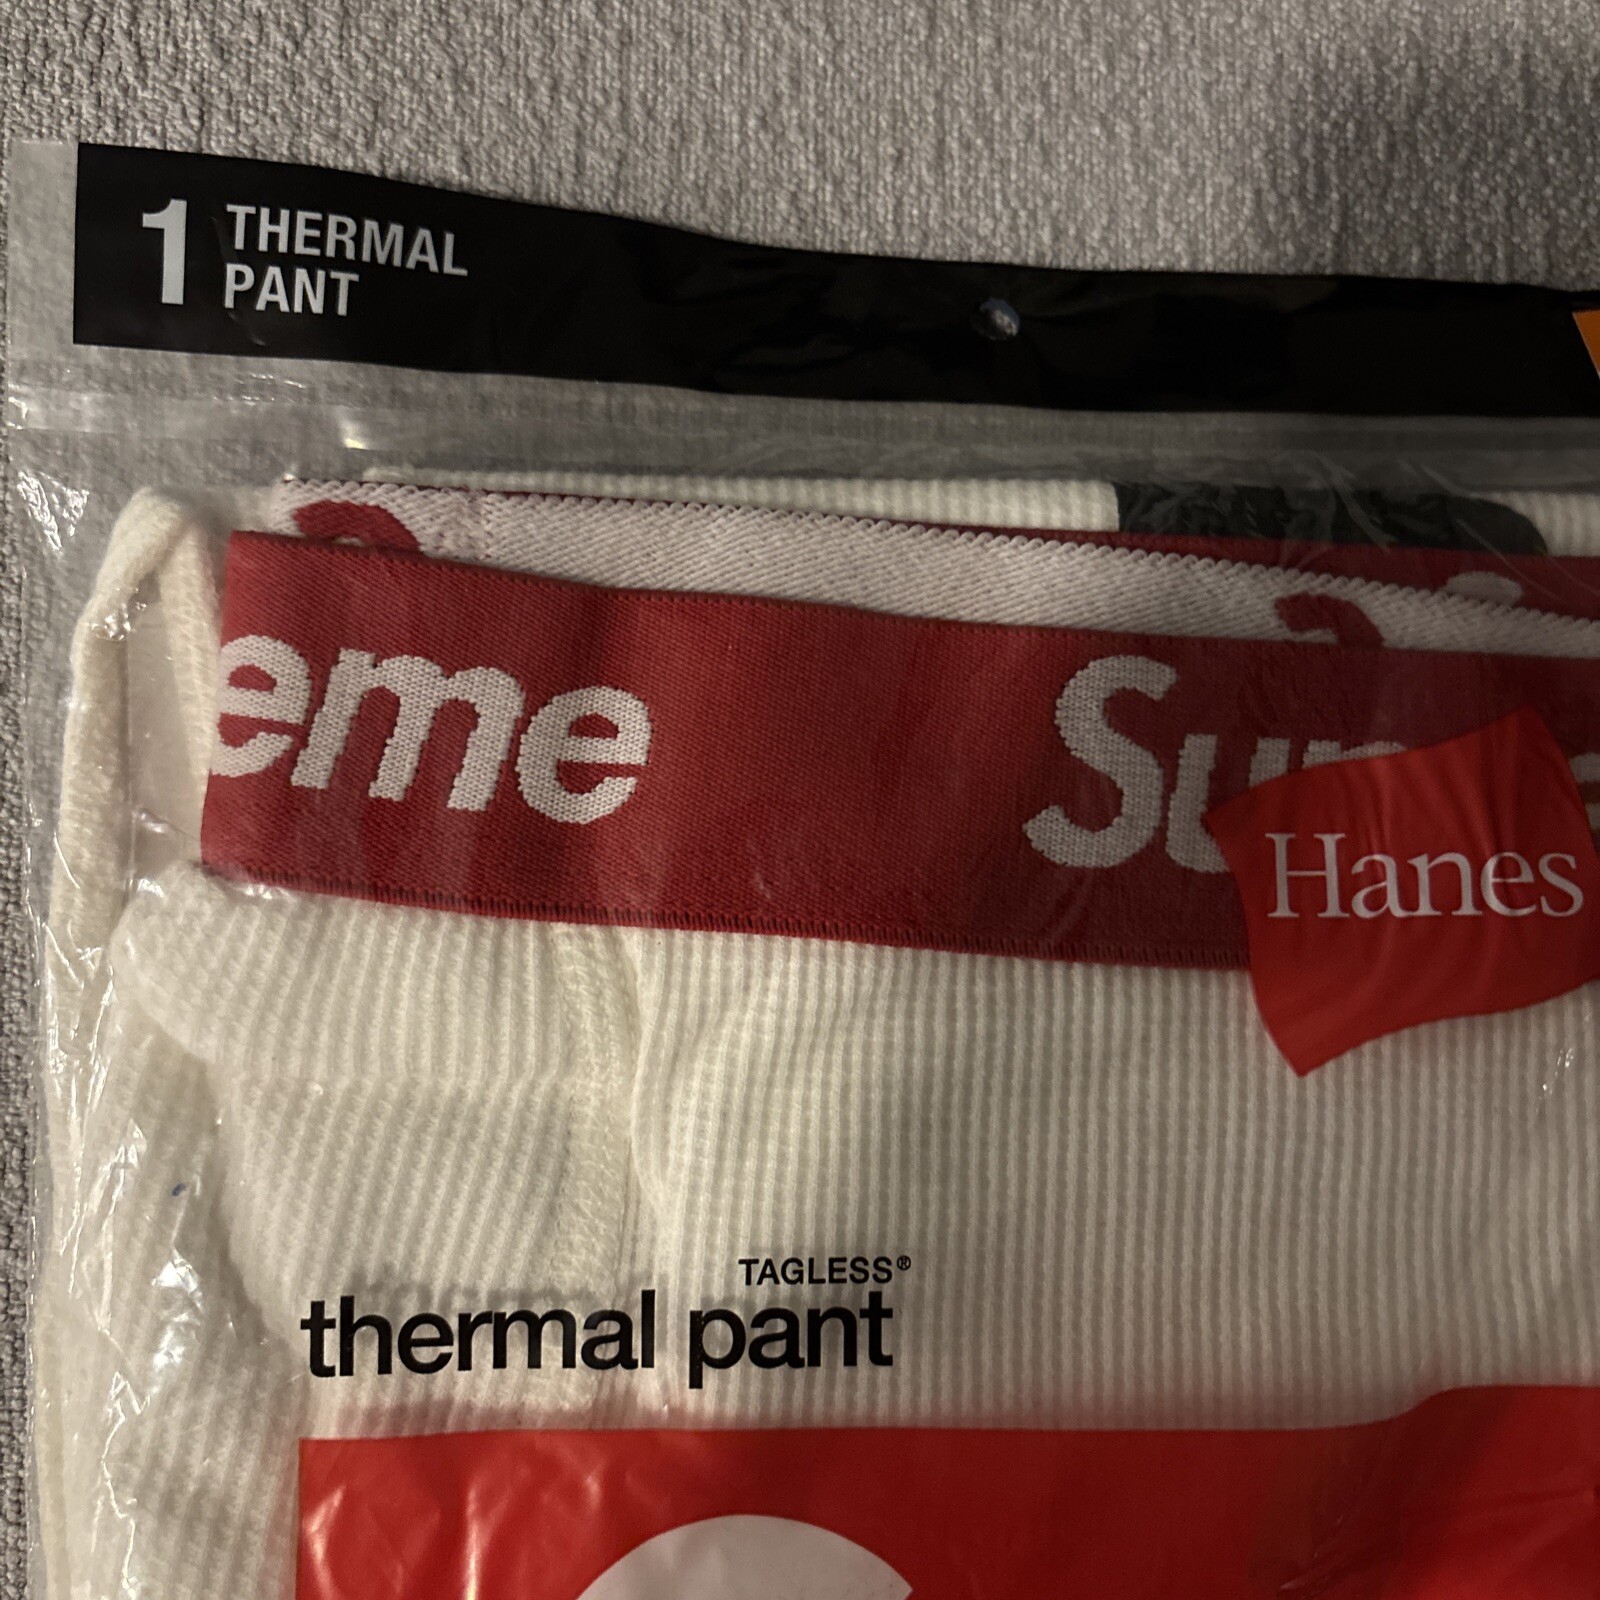 1 THERMAL
PANT
eme Su
Hanes
TAGLESS®
thermal pant